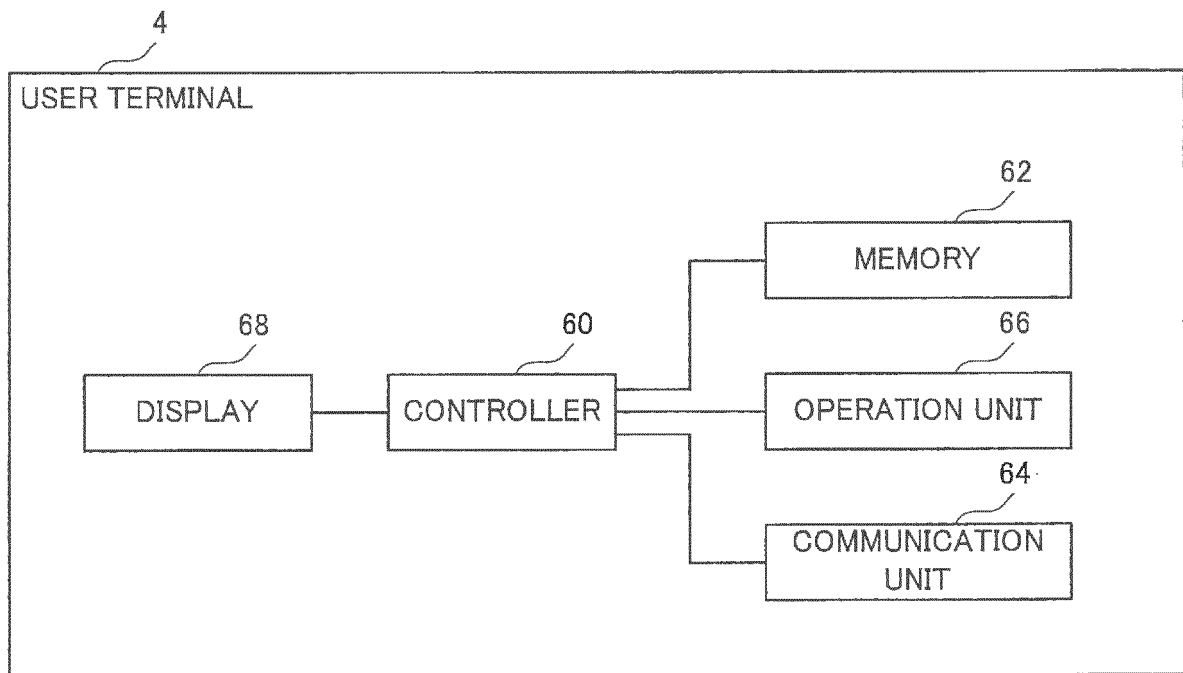 4
USER TERMINAL
62
MEMORY
68
60
66
DISPLAY
CONTROLLER
OPERATION UNIT
64
COMMUNICATION
UNIT